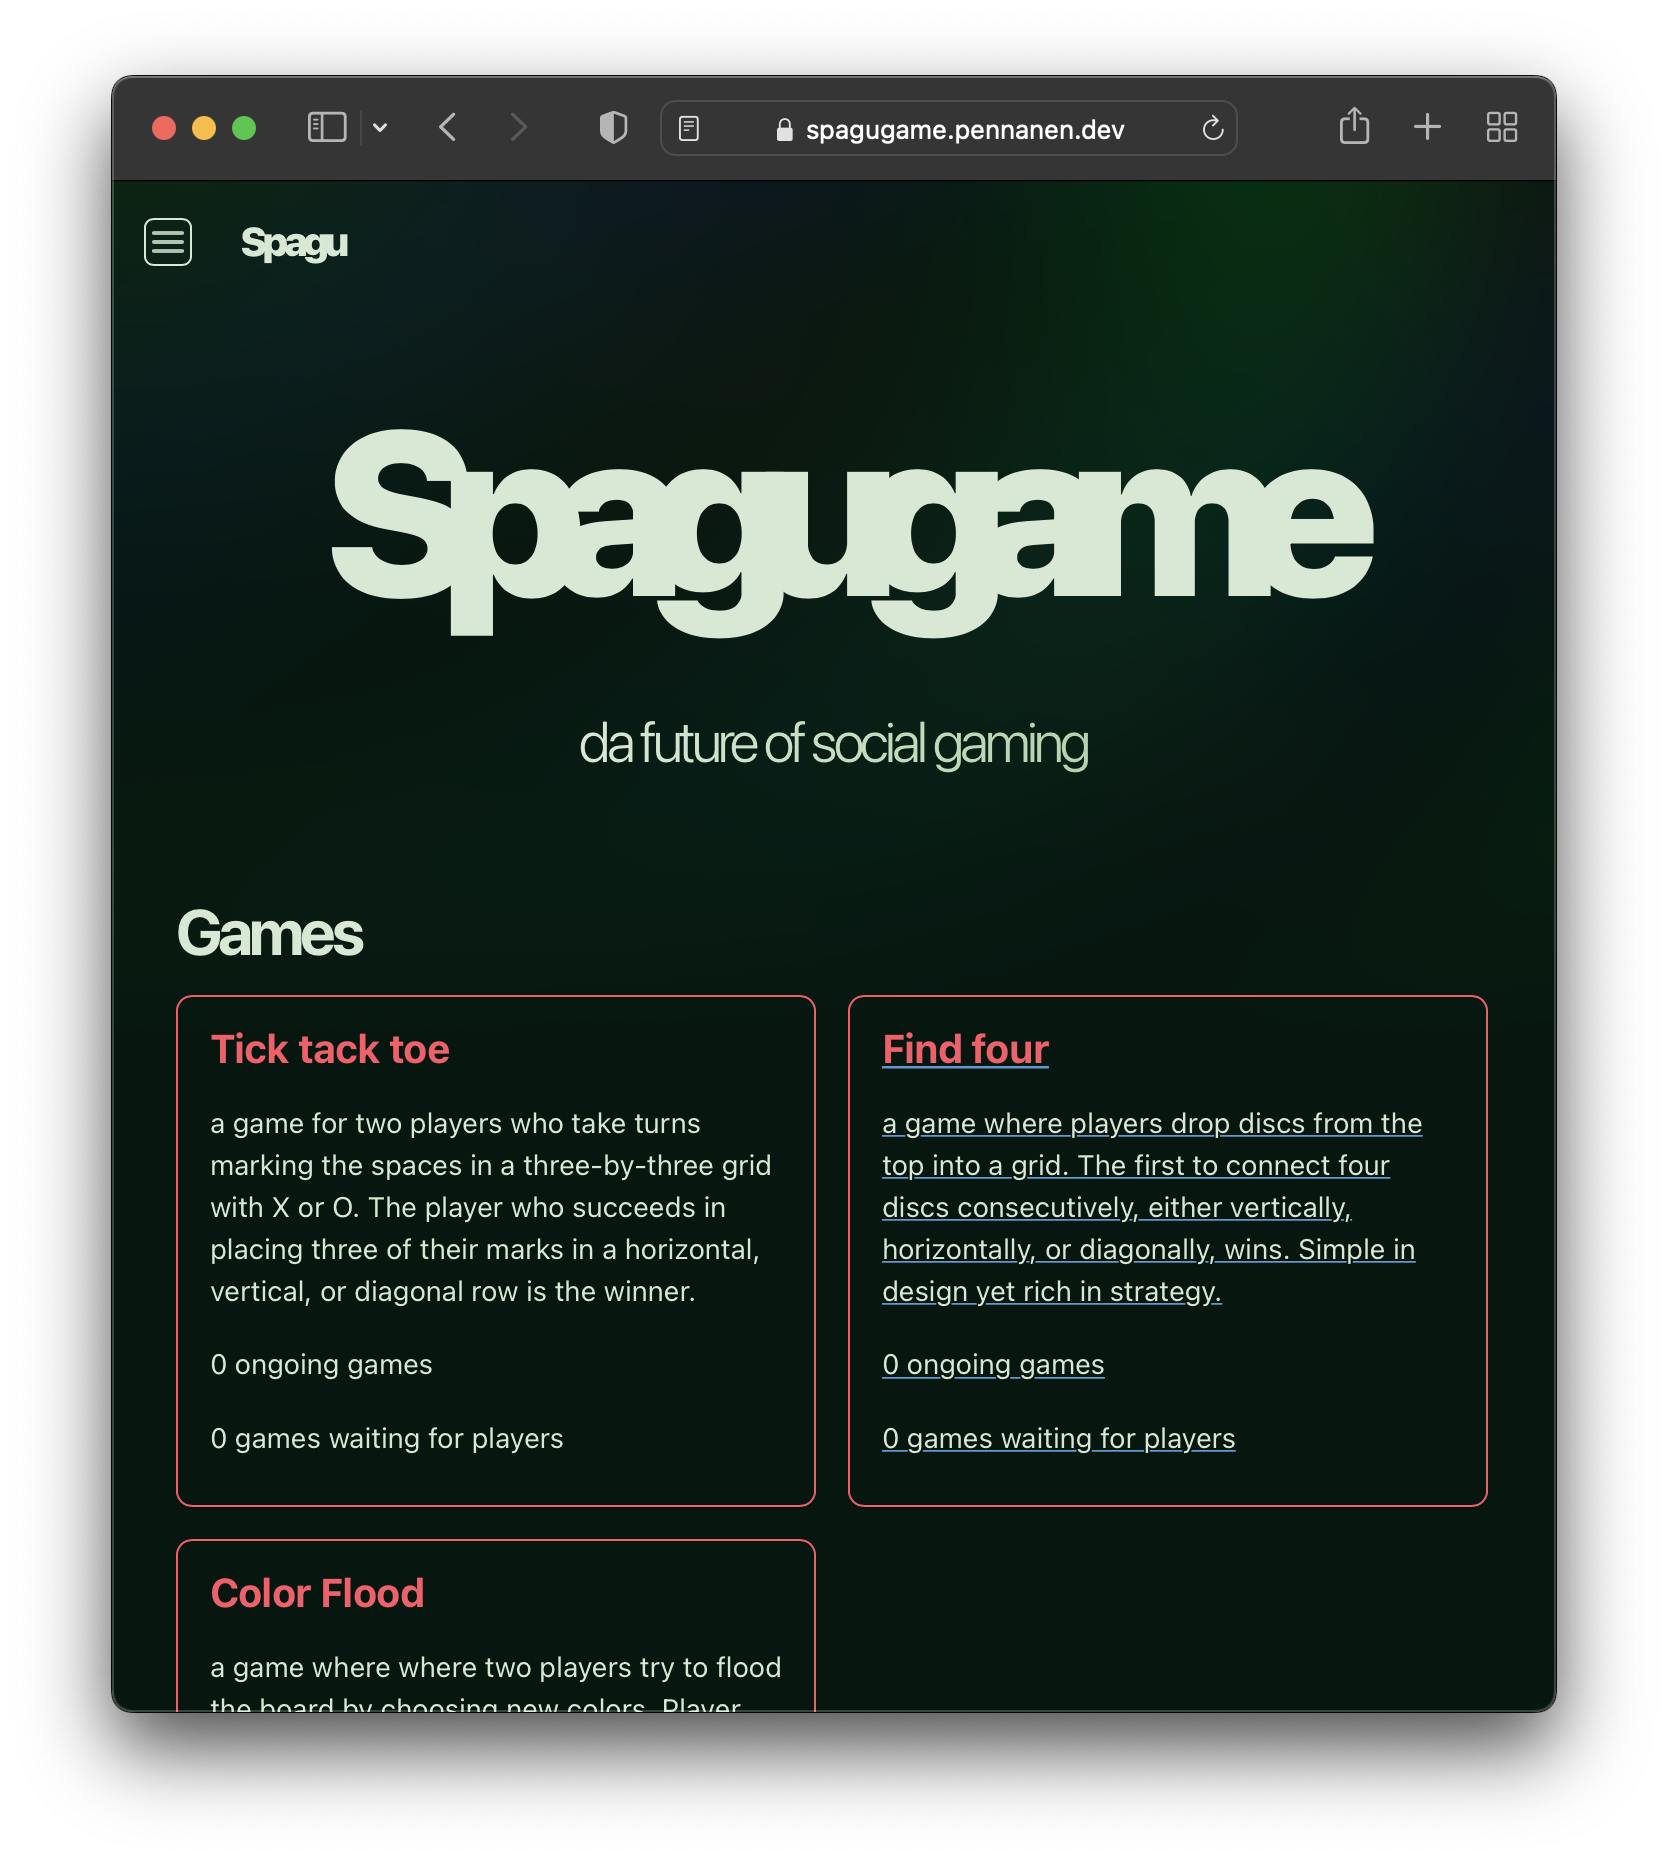 spagugame.pennanen.dev
Spagu
Spagugame
da future of social gaming
Games
Tick tack toe
a game for two players who take turns
marking the spaces in a three-by-three grid
with X or O. The player who succeeds in
placing three of their marks in a horizontal,
vertical, or diagonal row is the winner.
0 ongoing games
0 games waiting for players
Find four
a game where players drop discs from the
top into a grid. The first to connect four
discs consecutively, either vertically,
horizontally, or diagonally, wins. Simple in
design yet rich in strategy.
0 ongoing games
0 games waiting for players
Color Flood
a game where where two players try to flood
the board by choosing new colors. Player